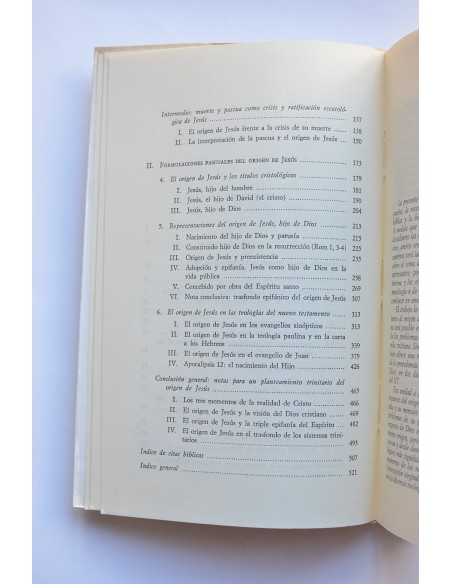 Intermedio: muerte y pascua como crisis y ratificación escatoló-
gica de Jesús 137
I. El origen de Jesús frente a la crisis de su muerte 138
II. La interpretación de la pascua y el origen de Jesús 150
II. FORMULACIONES PASCUALES DEL ORIGEN DE JESÚS 173
4. El origen de Jesús y los títulos cristológicos 179
I. Jesús, hijo del hombre 181
II. Jesús, el hijo de David (el cristo) 191
III. Jesús, hijo de Dios 204
5. Representaciones del origen de Jesús, hijo de Dios 213
I. Nacimiento del hijo de Dios y parusía 215
II. Constituido hijo de Dios en la resurrección (Rom 1, 3-4) 225
III. Origen de Jesús y preexistencia 235
IV. Adopción y epifanía. Jesús como hijo de Dios en la
vida pública 258
V. Concebido por obra del Espíritu santo 269
VI. Nota conclusiva: trasfondo epifánico del origen de Jesús 307
6. El origen de Jesús en las teologías del nuevo testamento 313
I. El origen de Jesús en los evangelios sinópticos 313
II. El origen de Jesús en la teología paulina y en la carta
a los Hebreos 339
III. El origen de Jesús en el evangelio de Juan 379
IV. Apocalipsis 12: el nacimiento del Hijo 426
Conclusión general: notas para un planteamiento trinitario del
origen de Jesús 465
I. Los tres momentos de la realidad de Cristo 466
II. El origen de Jesús y la visión del Dios cristiano 469
III. El origen de Jesús y la triple epifanía del Espíritu 482
IV. El origen de Jesús en el trasfondo de los sistemas trini-
tarios 493
Indice de citas bíblicas 507
Indice general 521